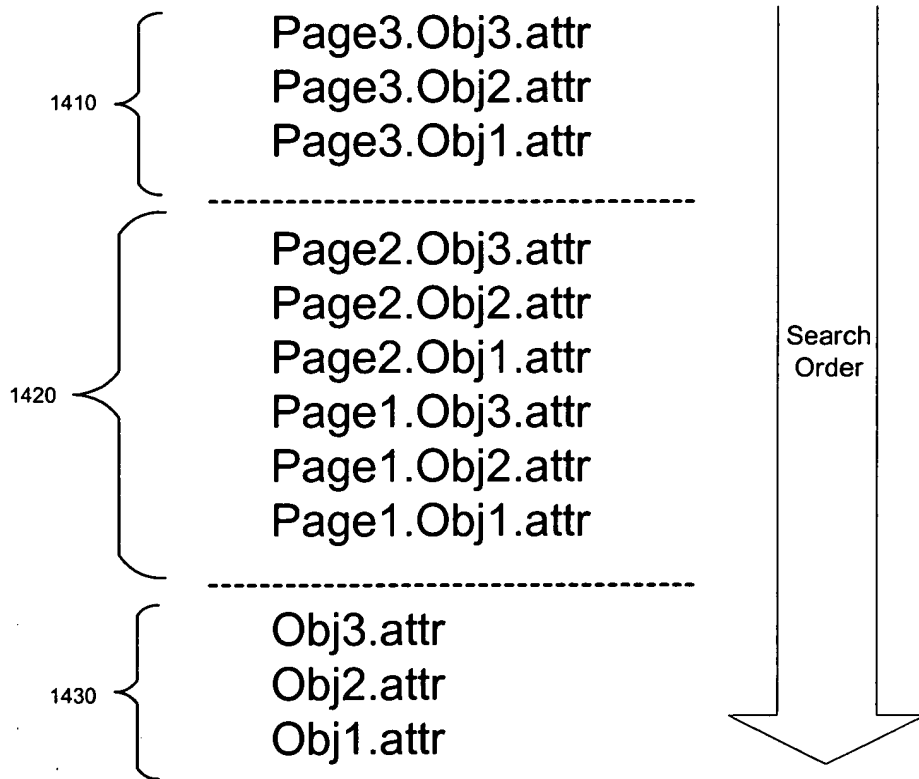 Page3.Obj3.attr
Page3.Obj2.attr
1410
Page3.Obj1.attr
Page2.Obj3.attr
Page2.Obj2.attr
Page2.Obj1.attr
Search
Order
1420
Page1.Obj3.attr
Page1.Obj2.attr
Page1.Obj1.attr
Obj3.attr
Obj2.attr
1430
Obj1.attr